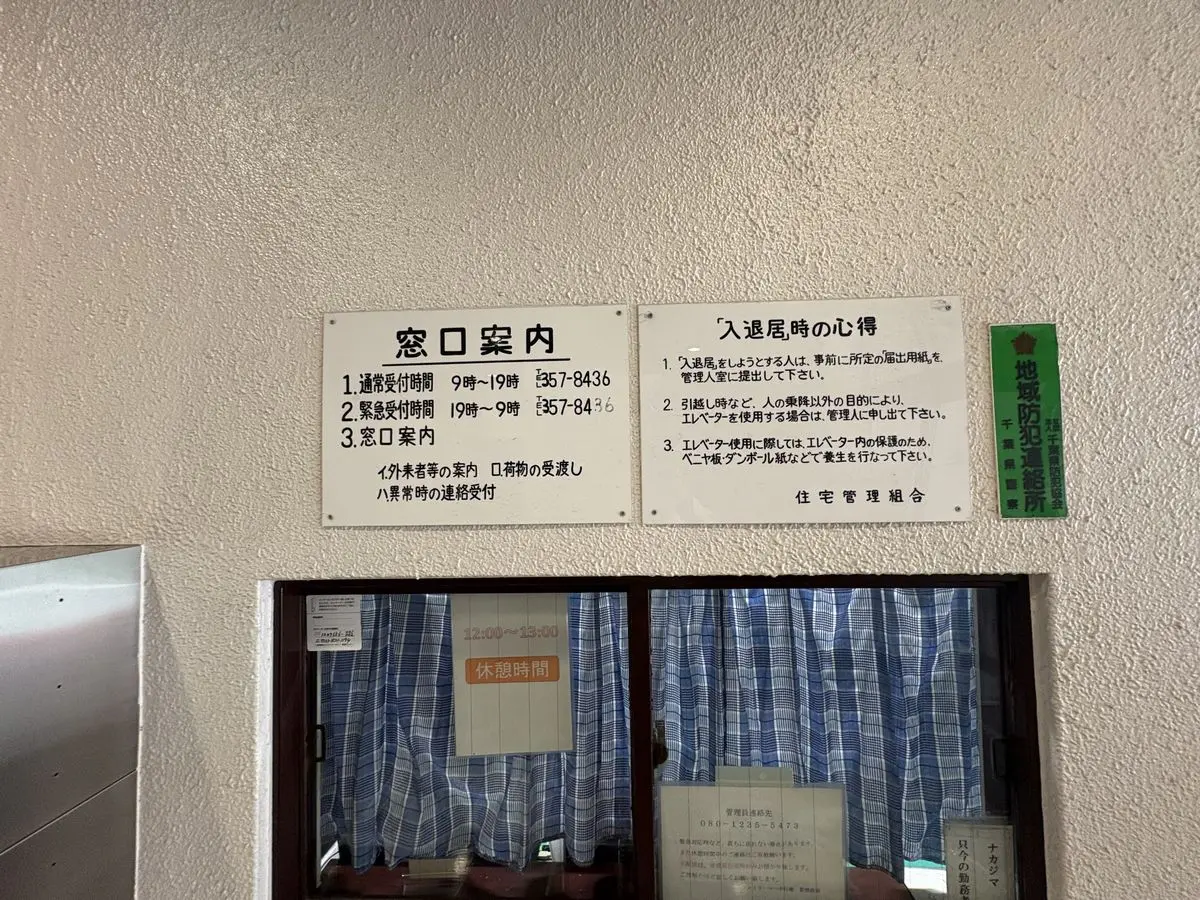 窓口案内
1.通常受付時間 9時〜19時 TEL357-8436
2.緊急受付時間 19時〜9時 TEL357-8436
3.窓口案内
イ.外来者等の案内 ロ.荷物の受渡し
ハ異常時の連絡受付
「入退居」時の心得
1.「入退居」をしようとする人は、事前に所定の「届出用紙」を、
管理人室に提出して下さい。
2. 引越し時など、人の乗降以外の目的により、
エレベーターを使用する場合は、管理人に申し出て下さい。
3. エレベーター使用に際しては、エレベーター内の保護のため、
ベニヤ板・ダンボール紙などで養生を行なって下さい。
住宅管理組合
地域防犯連絡所
千葉県防犯協会
千葉県警察
12:00〜13:00
休憩時間
管理員連絡先
080-1235-5473
ナカジマ
只今の勤務